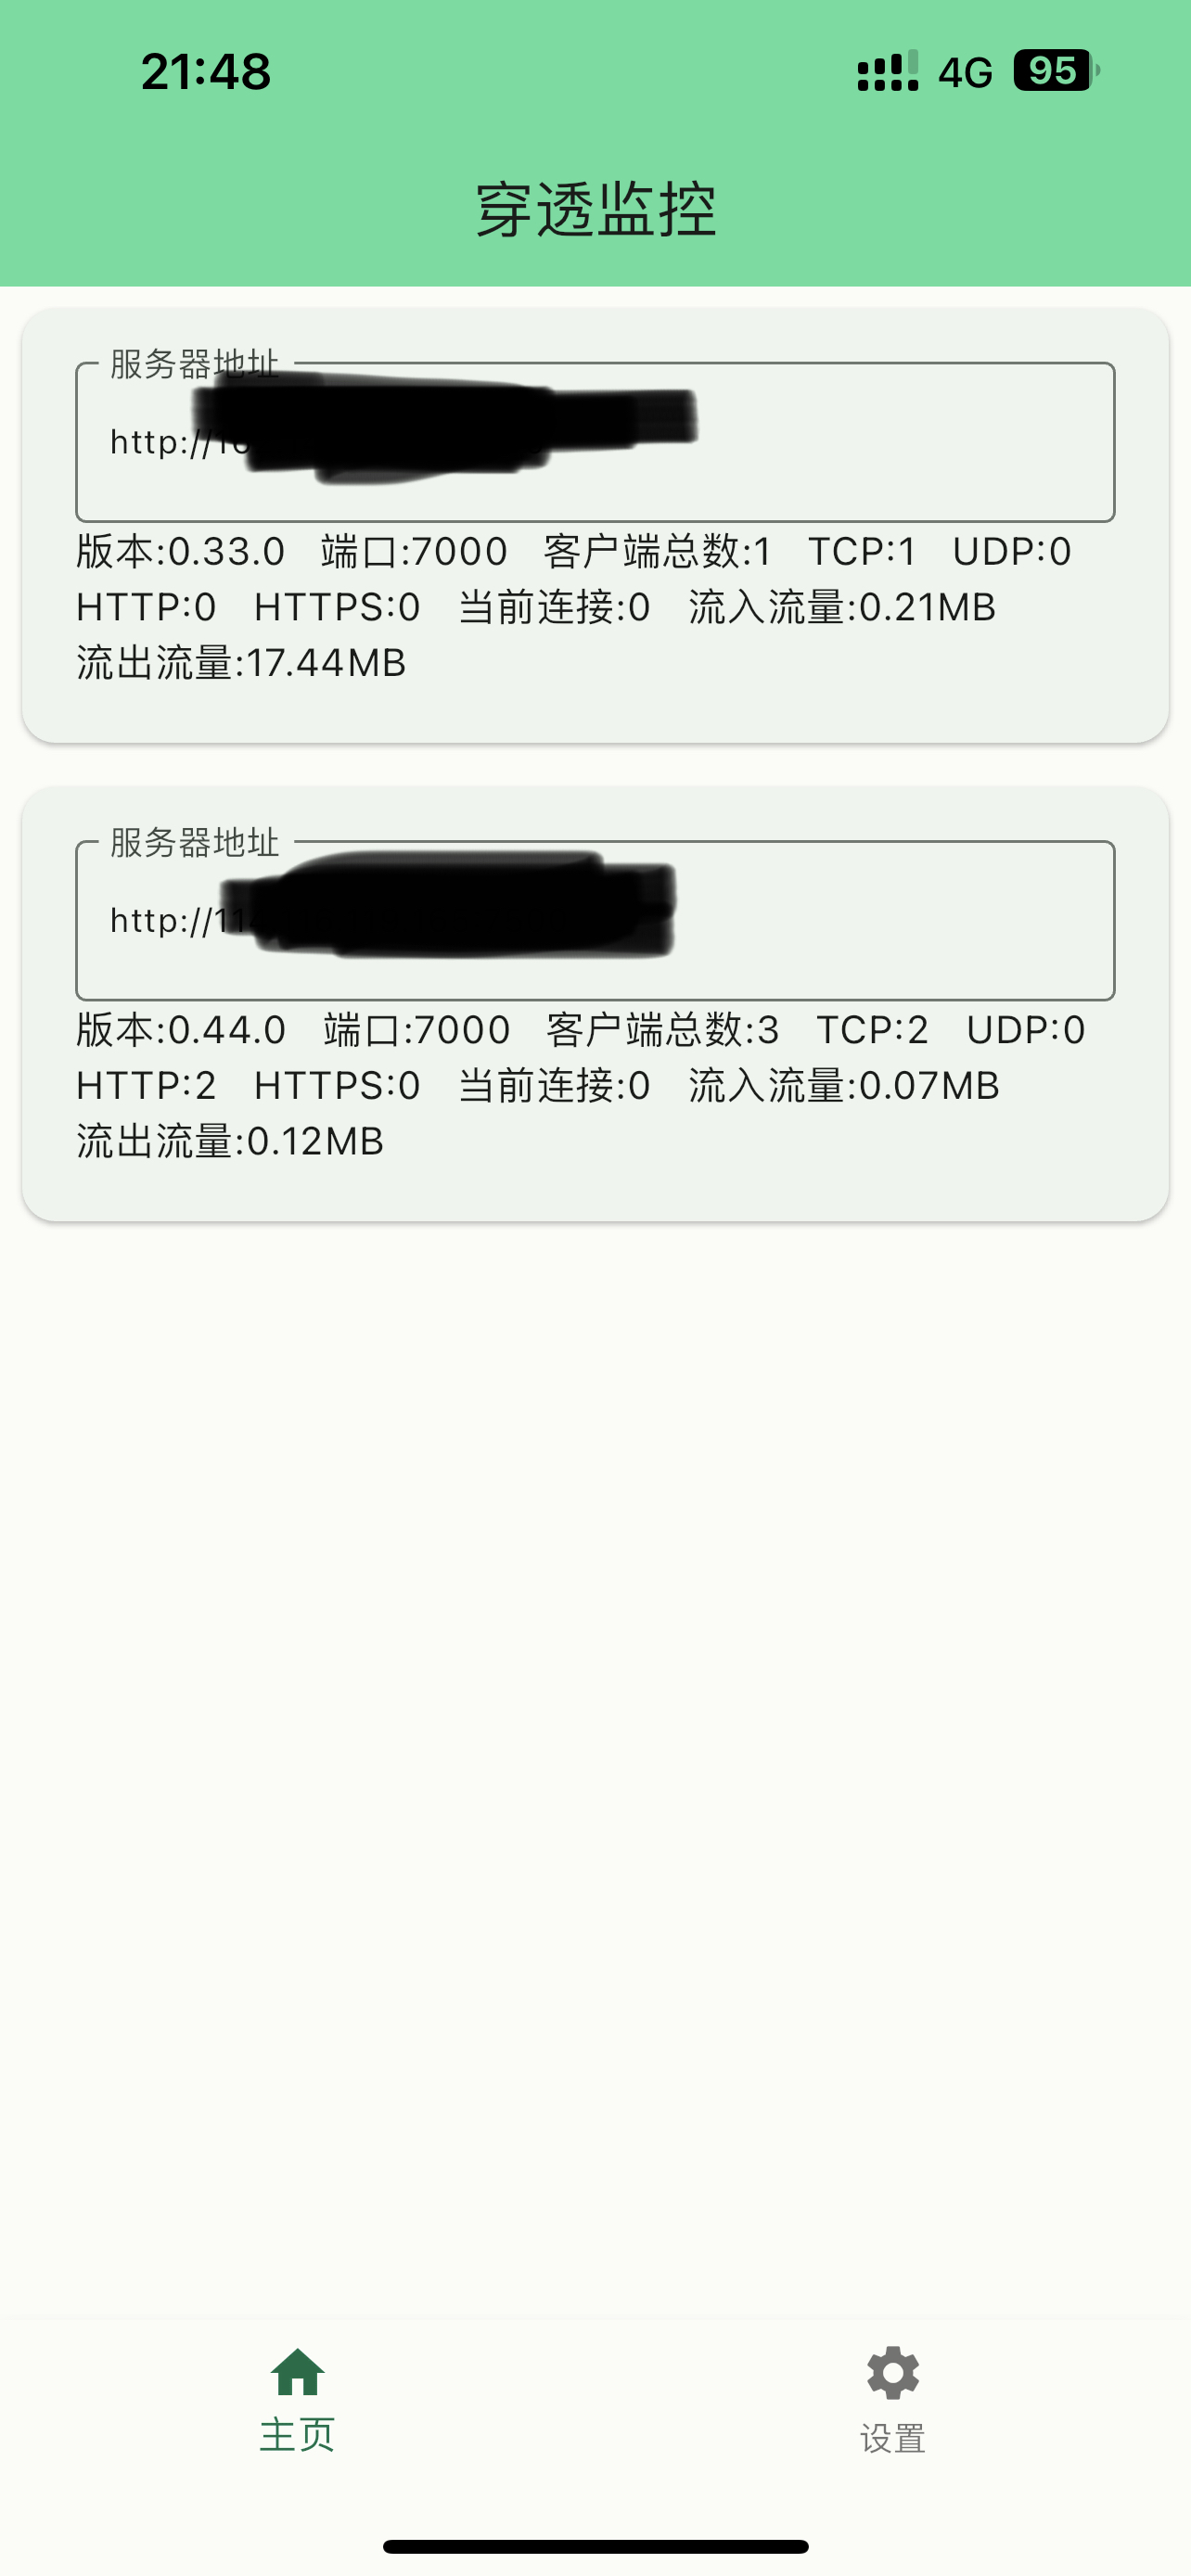 21:48 4G 95
穿透监控
服务器地址
http://
版本:0.33.0 端口:7000 客户端总数:1 TCP:1 UDP:0
HTTP:0 HTTPS:0 当前连接:0 流入流量:0.21MB
流出流量:17.44MB
服务器地址
http://11
版本:0.44.0 端口:7000 客户端总数:3 TCP:2 UDP:0
HTTP:2 HTTPS:0 当前连接:0 流入流量:0.07MB
流出流量:0.12MB
主页 设置